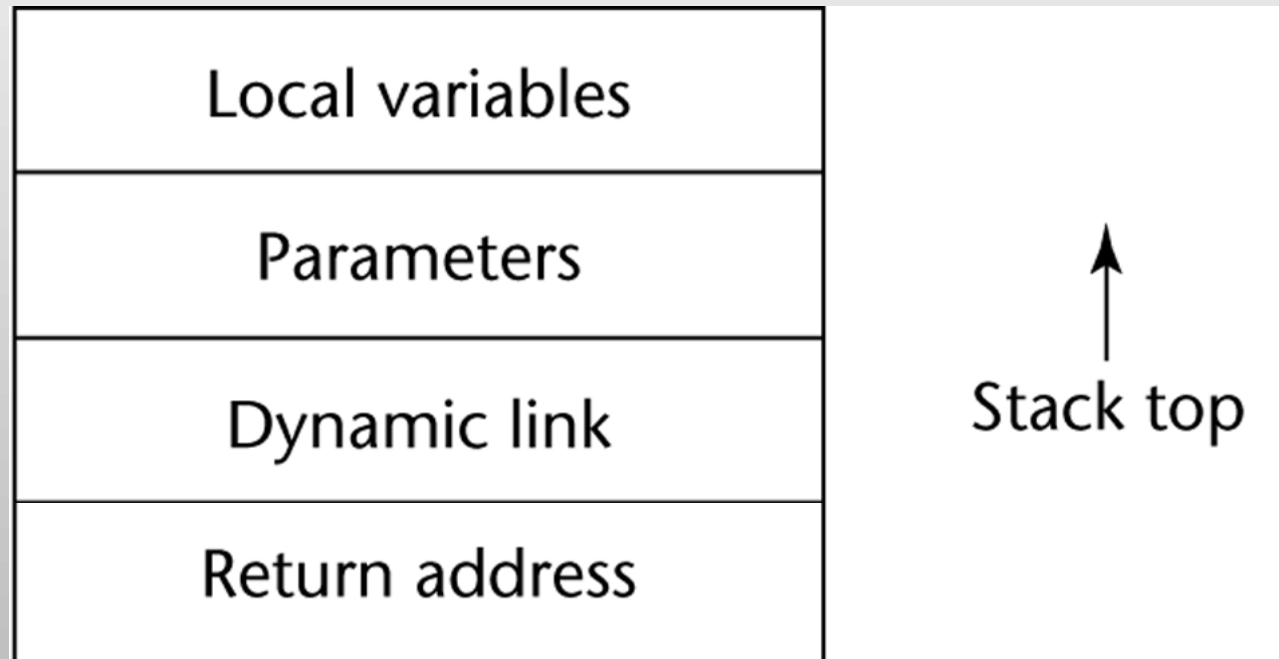 Local variables
Parameters
Dynamic link
Stack top
Return address